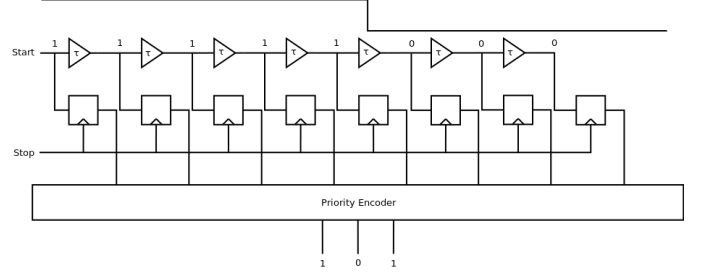 1 1 1 1 1 0 0 0
Start τ τ τ τ τ τ τ
Stop
Priority Encoder
1 0 1